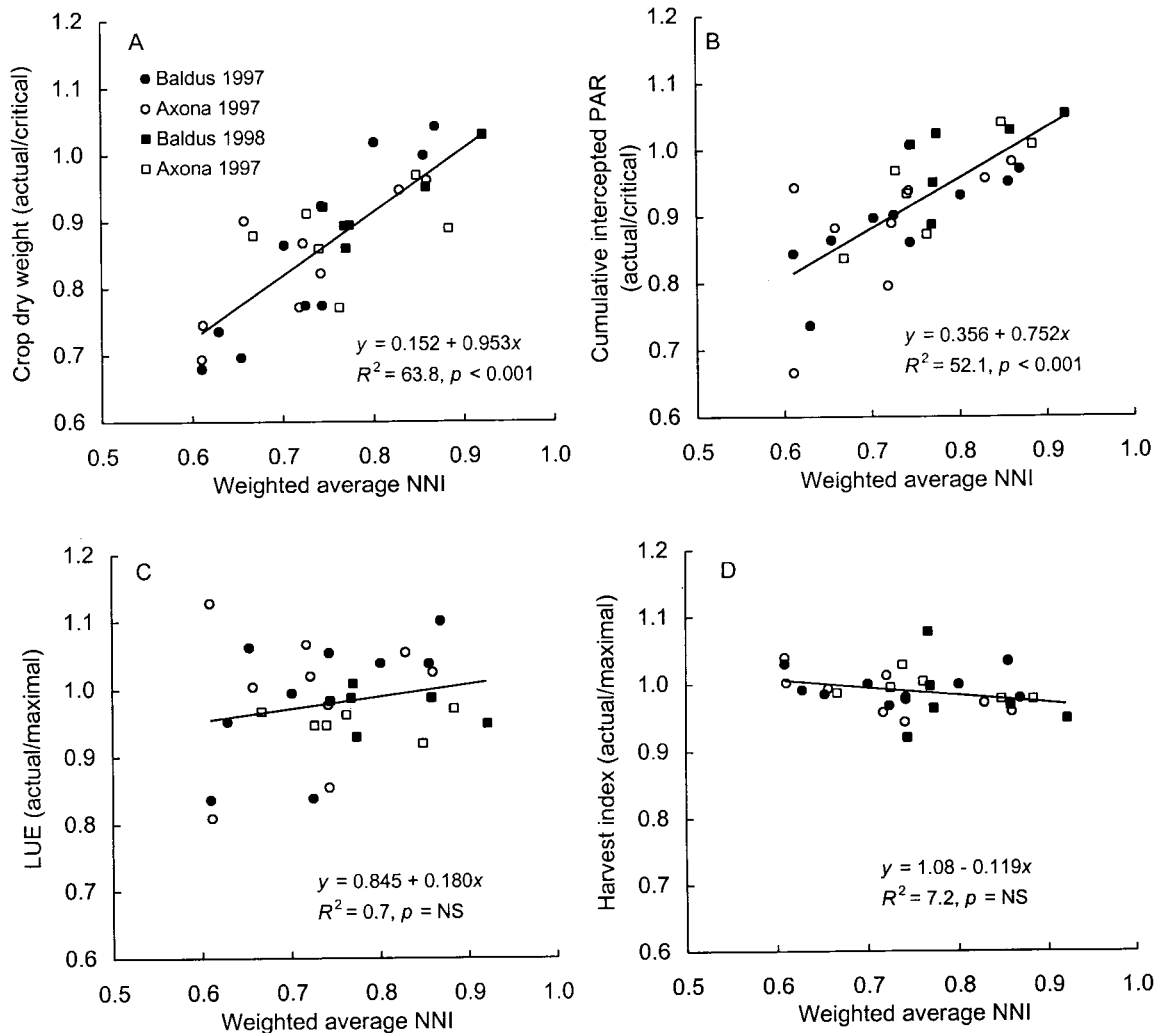 A
Crop dry weight (actual/critical)
1.2
1.1
1.0
0.9
0.8
0.7
0.6
● Baldus 1997
○ Axona 1997
■ Baldus 1998
□ Axona 1997
y = 0.152 + 0.953x
R² = 63.8, p < 0.001
0.5 0.6 0.7 0.8 0.9 1.0
Weighted average NNI
B
Cumulative intercepted PAR
(actual/critical)
1.2
1.1
1.0
0.9
0.8
0.7
0.6
y = 0.356 + 0.752x
R² = 52.1, p < 0.001
0.5 0.6 0.7 0.8 0.9 1.0
Weighted average NNI
C
LUE (actual/maximal)
1.2
1.1
1.0
0.9
0.8
0.7
0.6
y = 0.845 + 0.180x
R² = 0.7, p = NS
0.5 0.6 0.7 0.8 0.9 1.0
Weighted average NNI
D
Harvest index (actual/maximal)
1.2
1.1
1.0
0.9
0.8
0.7
0.6
y = 1.08 - 0.119x
R² = 7.2, p = NS
0.5 0.6 0.7 0.8 0.9 1.0
Weighted average NNI